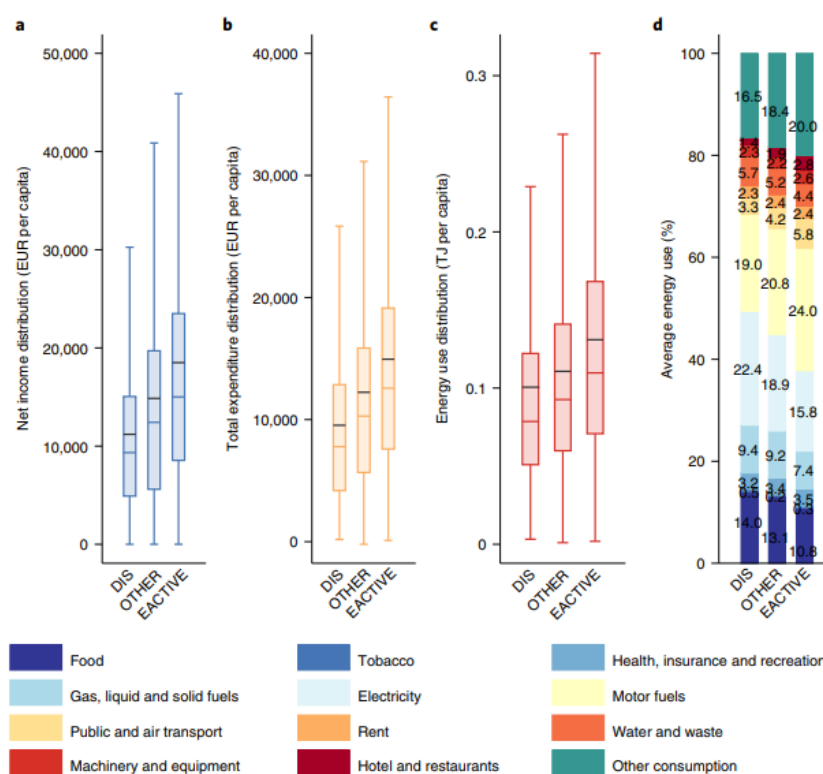 a
b
c
d
Net income distribution (EUR per capita)
50,000
40,000
30,000
20,000
10,000
0
DIS
OTHER
EACTIVE
Total expenditure distribution (EUR per capita)
40,000
30,000
20,000
10,000
0
DIS
OTHER
EACTIVE
Energy use distribution (TJ per capita)
0.3
0.2
0.1
0
DIS
OTHER
EACTIVE
Average energy use (%)
100
80
60
40
20
0
16.5
1.4
2.3
5.7
2.3
3.3
19.0
22.4
9.4
3.2
0.5
14.0
18.4
1.9
2.2
5.2
2.4
4.2
20.8
18.9
9.2
3.4
0.2
13.1
20.0
2.8
2.6
4.4
2.4
5.8
24.0
15.8
7.4
3.5
0.3
10.8
DIS
OTHER
EACTIVE
Food
Tobacco
Health, insurance and recreation
Gas, liquid and solid fuels
Electricity
Motor fuels
Public and air transport
Rent
Water and waste
Machinery and equipment
Hotel and restaurants
Other consumption